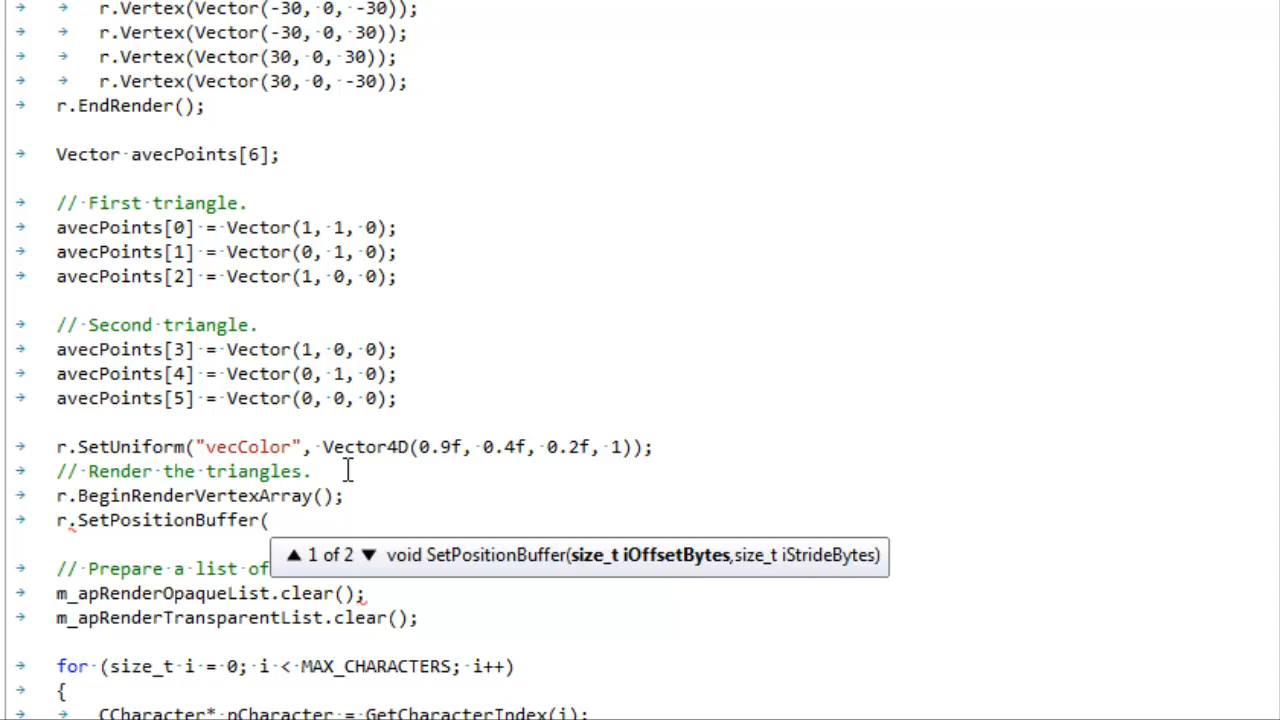 r.Vertex(Vector(-30, 0, -30));
r.Vertex(Vector(-30, 0, 30));
r.Vertex(Vector(30, 0, 30));
r.Vertex(Vector(30, 0, -30));
r.EndRender();
Vector avecPoints[6];
// First triangle.
avecPoints[0] = Vector(1, 1, 0);
avecPoints[1] = Vector(0, 1, 0);
avecPoints[2] = Vector(1, 0, 0);
// Second triangle.
avecPoints[3] = Vector(1, 0, 0);
avecPoints[4] = Vector(0, 1, 0);
avecPoints[5] = Vector(0, 0, 0);
r.SetUniform("vecColor", Vector4D(0.9f, 0.4f, 0.2f, 1));
// Render the triangles.
r.BeginRenderVertexArray();
r.SetPositionBuffer(
▲ 1 of 2 ▼ void SetPositionBuffer(size_t iOffsetBytes,size_t iStrideBytes)
// Prepare a list of
m_apRenderOpaqueList.clear();
m_apRenderTransparentList.clear();
for (size_t i = 0; i < MAX_CHARACTERS; i++)
{
CCharacter* pCharacter = GetCharacterIndex(i);